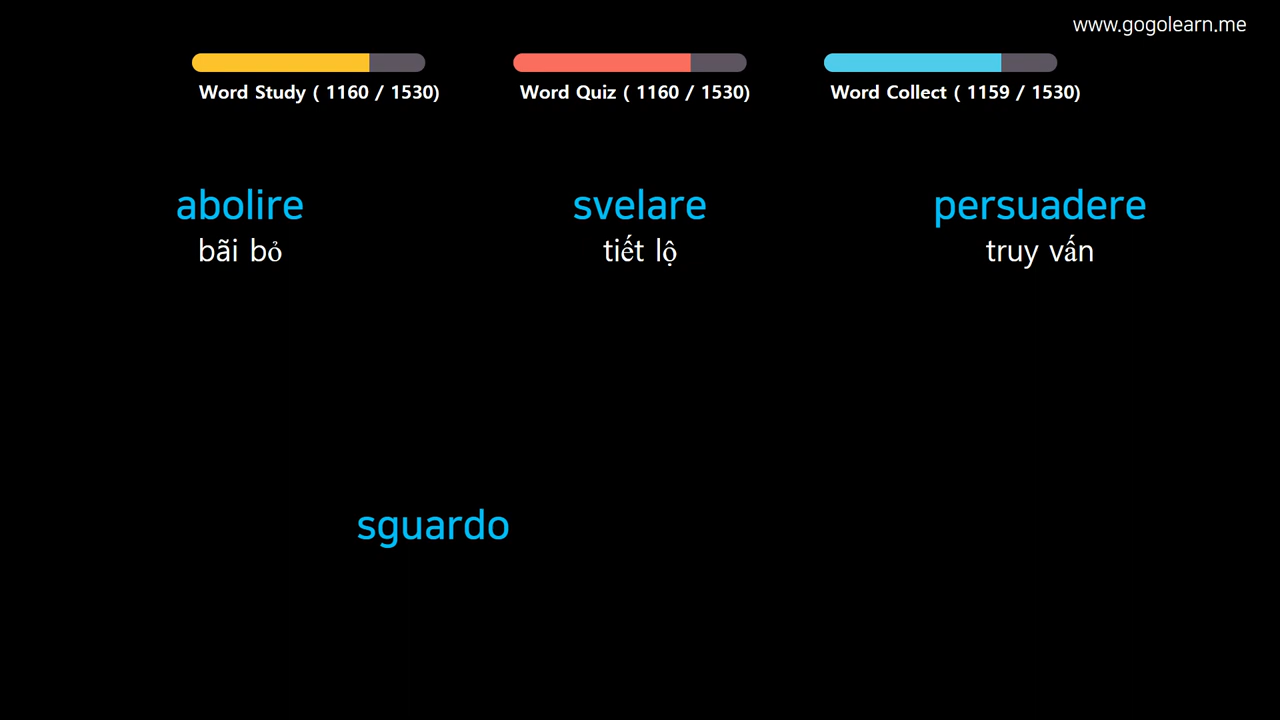 www.gogolearn.me
Word Study ( 1160 / 1530)
Word Quiz ( 1160 / 1530)
Word Collect ( 1159 / 1530)
abolire
bãi bỏ
svelare
tiết lộ
persuadere
truy vấn
sguardo